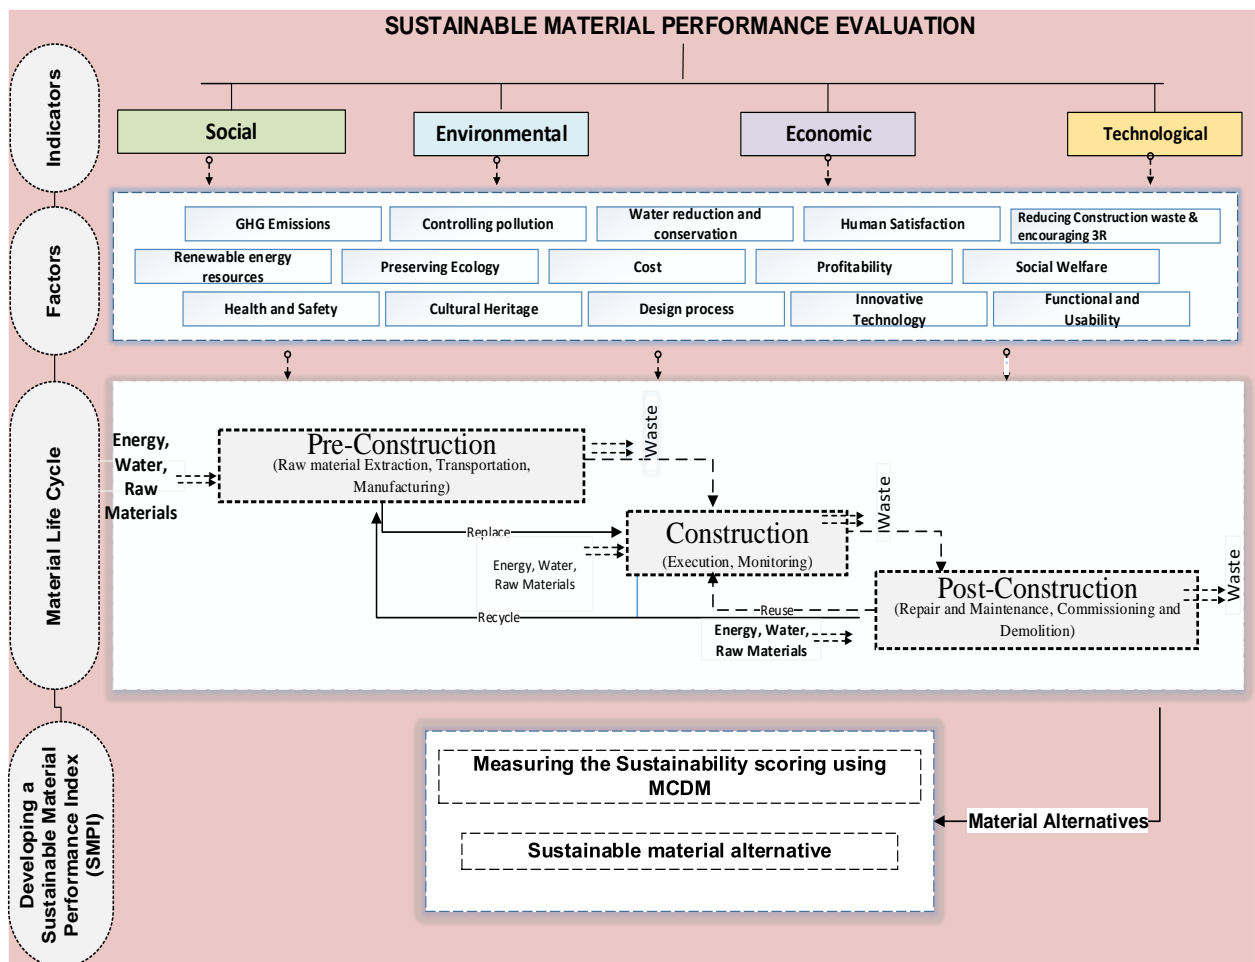 SUSTAINABLE MATERIAL PERFORMANCE EVALUATION
Indicators
Social
Environmental
Economic
Technological
Factors
GHG Emissions
Controlling pollution
Water reduction and
conservation
Human Satisfaction
Reducing Construction waste &
encouraging 3R
Renewable energy
resources
Preserving Ecology
Cost
Profitability
Social Welfare
Health and Safety
Cultural Heritage
Design process
Innovative
Technology
Functional and
Usability
Material Life Cycle
Energy,
Water,
Raw
Materials
Pre-Construction
(Raw material Extraction, Transportation,
Manufacturing)
Waste
Replace
Energy, Water,
Raw Materials
Construction
(Execution, Monitoring)
Waste
Reuse
Recycle
Energy, Water,
Raw Materials
Post-Construction
(Repair and Maintenance, Commissioning and
Demolition)
Waste
Developing a
Sustainable Material
Performance Index
(SMPI)
Measuring the Sustainability scoring using
MCDM
Sustainable material alternative
Material Alternatives